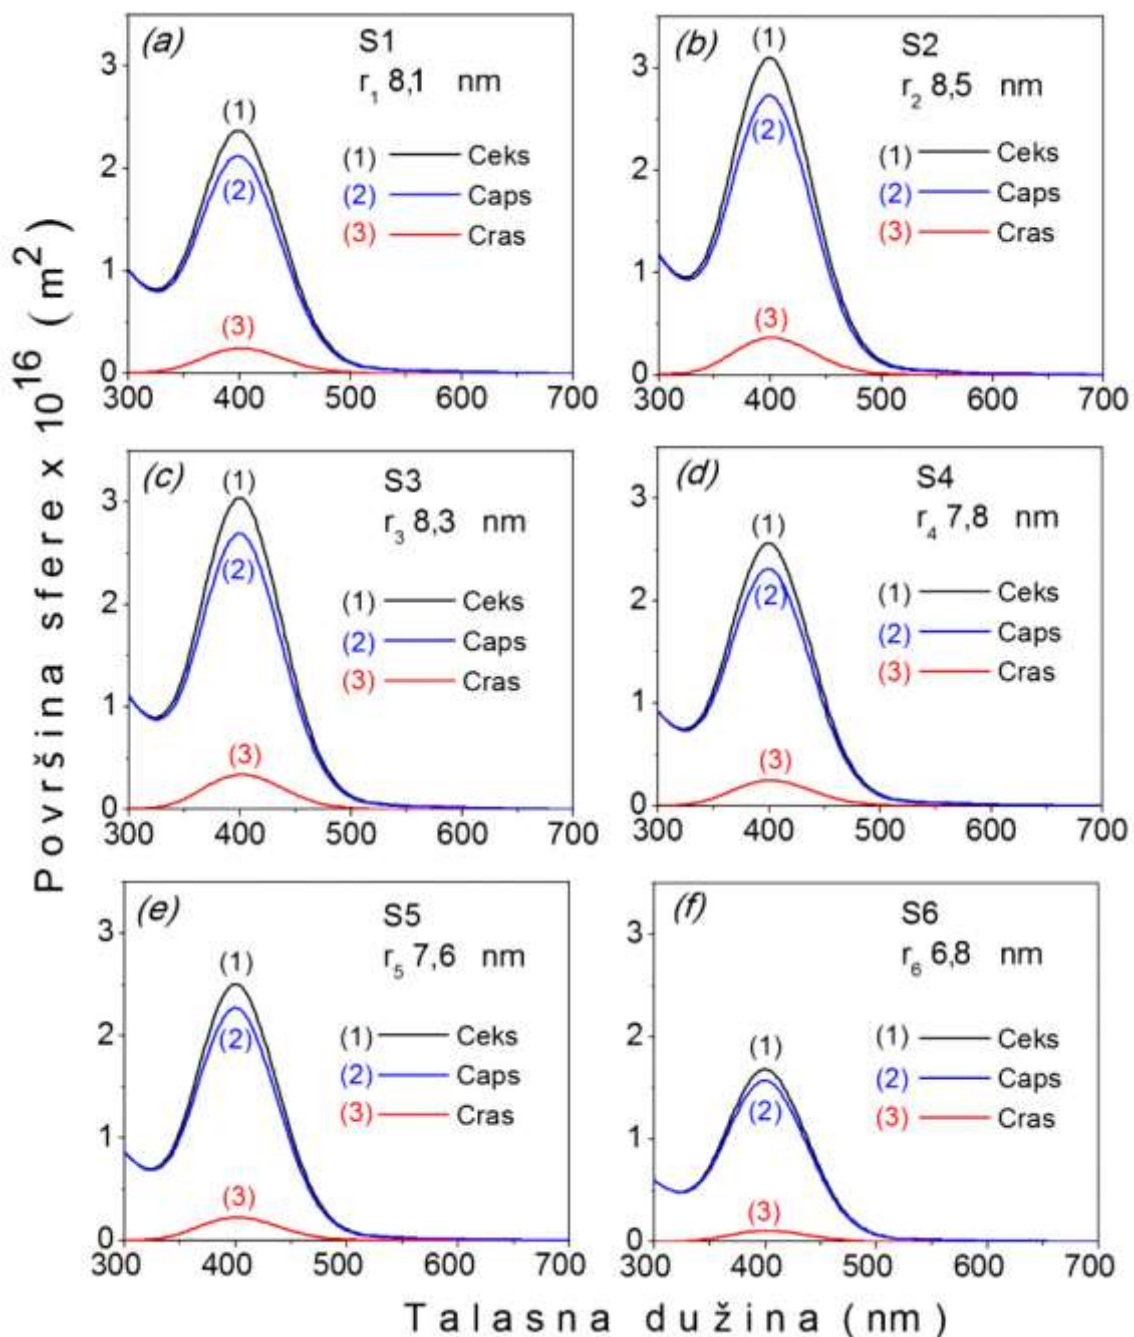 Površina sfere x 10^16 (m^2)
(a)
S1
r_1 8,1 nm
(1)
(2)
(3)
(1) Ceks
(2) Caps
(3) Cras
3
2
1
0
300 400 500 600 700
(b)
S2
r_2 8,5 nm
(1)
(2)
(3)
(1) Ceks
(2) Caps
(3) Cras
3
2
1
0
300 400 500 600 700
(c)
S3
r_3 8,3 nm
(1)
(2)
(3)
(1) Ceks
(2) Caps
(3) Cras
3
2
1
0
300 400 500 600 700
(d)
S4
r_4 7,8 nm
(1)
(2)
(3)
(1) Ceks
(2) Caps
(3) Cras
3
2
1
0
300 400 500 600 700
(e)
S5
r_5 7,6 nm
(1)
(2)
(3)
(1) Ceks
(2) Caps
(3) Cras
3
2
1
0
300 400 500 600 700
(f)
S6
r_6 6,8 nm
(1)
(2)
(3)
(1) Ceks
(2) Caps
(3) Cras
3
2
1
0
300 400 500 600 700
Talasna dužina (nm)